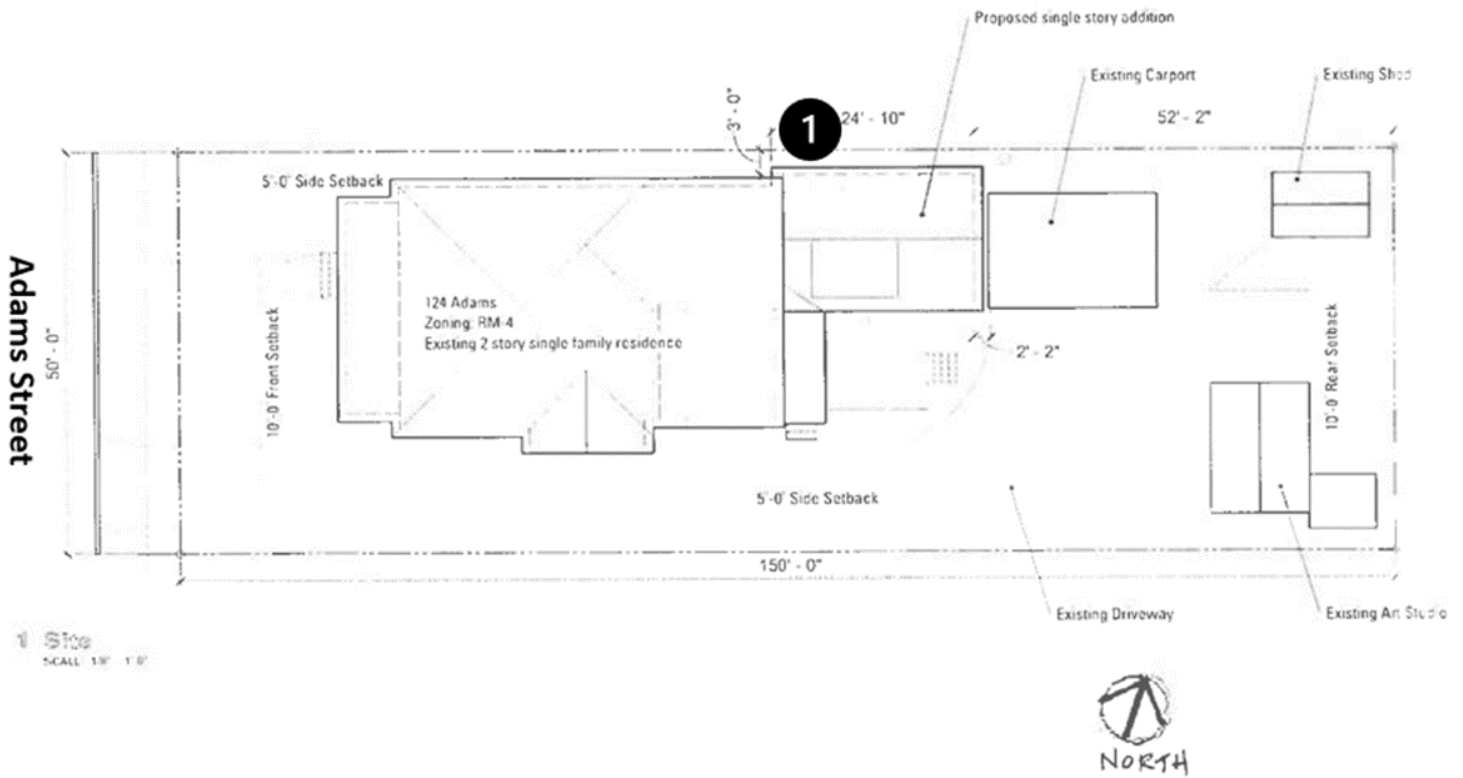 Proposed single story addition
Existing Carport
Existing Shed
3'-0"
1
24'-10"
52'-2"
5'-0" Side Setback
Adams Street
50'-0"
10'-0" Front Setback
124 Adams
Zoning: RM-4
Existing 2 story single family residence
2'-2"
10'-0" Rear Setback
5'-0" Side Setback
150'-0"
Existing Driveway
Existing Art Studio
1 Site
NORTH